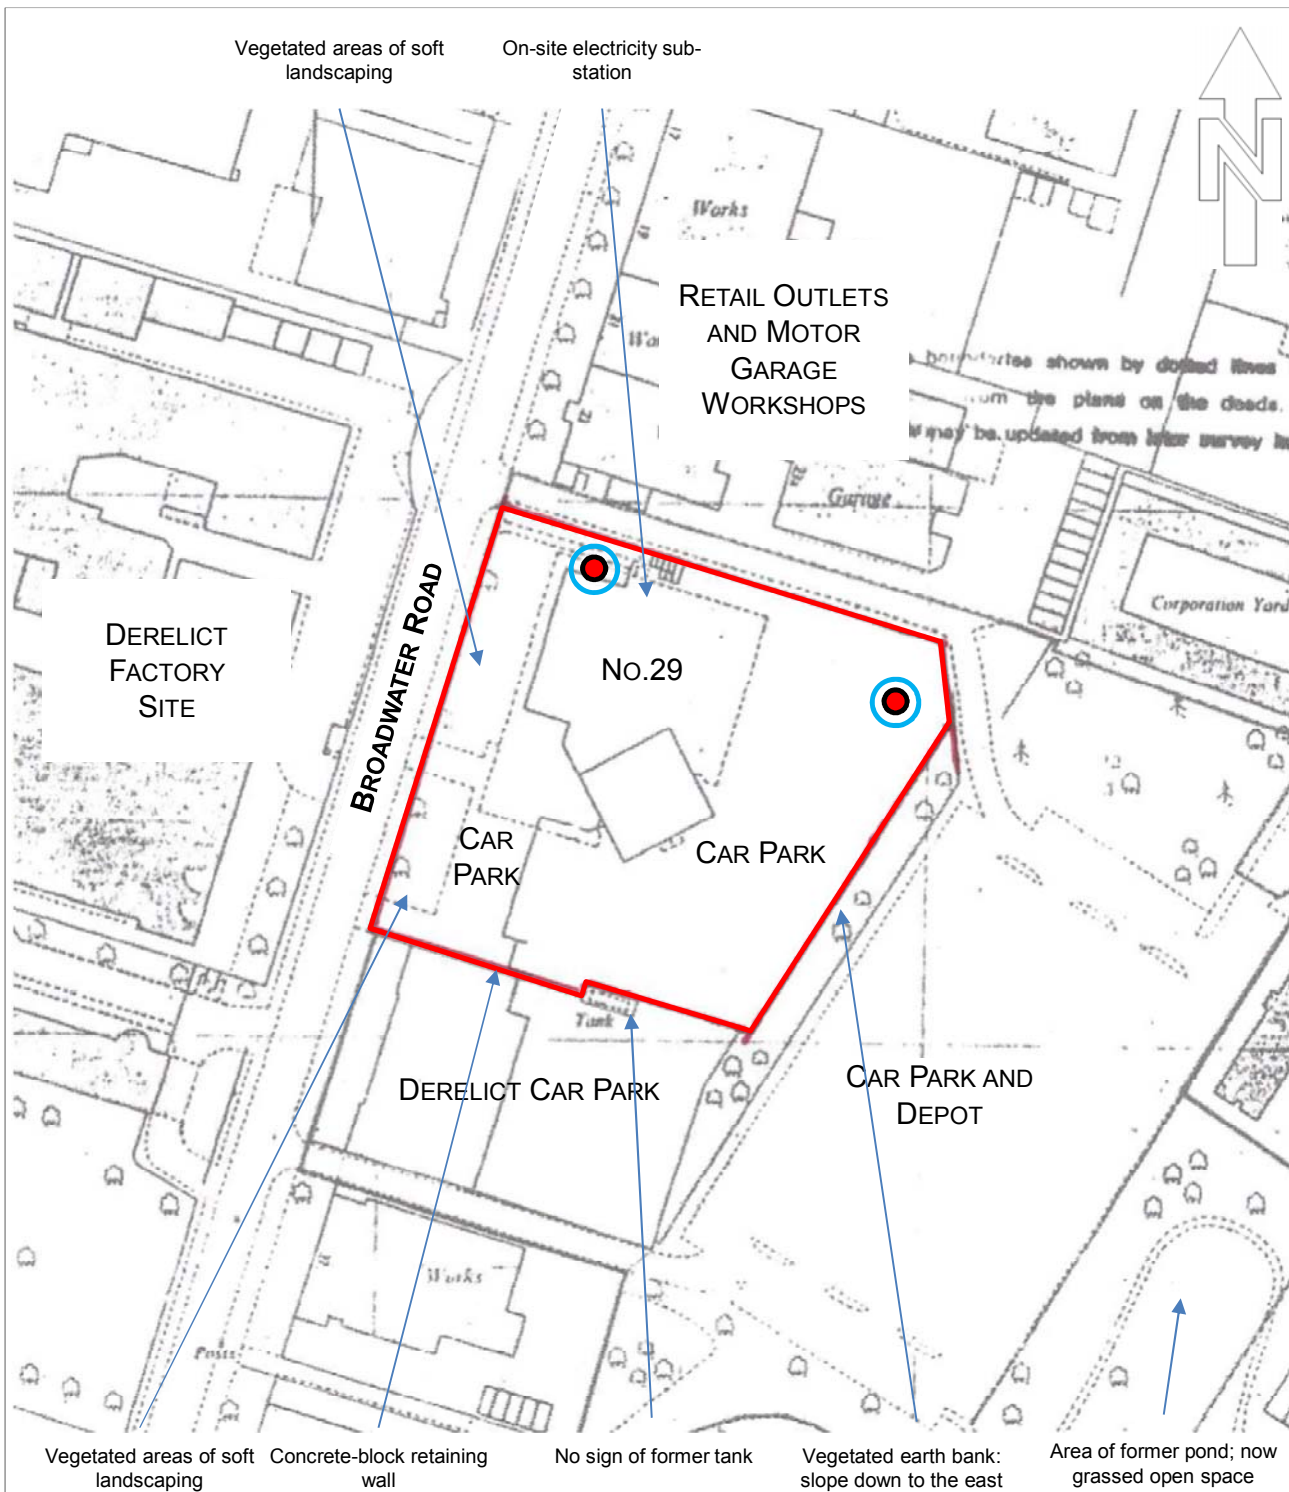 Vegetated areas of soft
landscaping
On-site electricity sub-
station
N
Works
RETAIL OUTLETS
AND MOTOR
GARAGE
WORKSHOPS
boundaries shown by dotted lines
from the plans on the deeds.
may be updated from later survey
Garage
Corporation Yard
DERELICT
FACTORY
SITE
BROADWATER ROAD
NO.29
CAR
PARK
CAR PARK
Tank
DERELICT CAR PARK
CAR PARK AND
DEPOT
Works
Posts
Vegetated areas of soft
landscaping
Concrete-block retaining
wall
No sign of former tank
Vegetated earth bank:
slope down to the east
Area of former pond; now
grassed open space